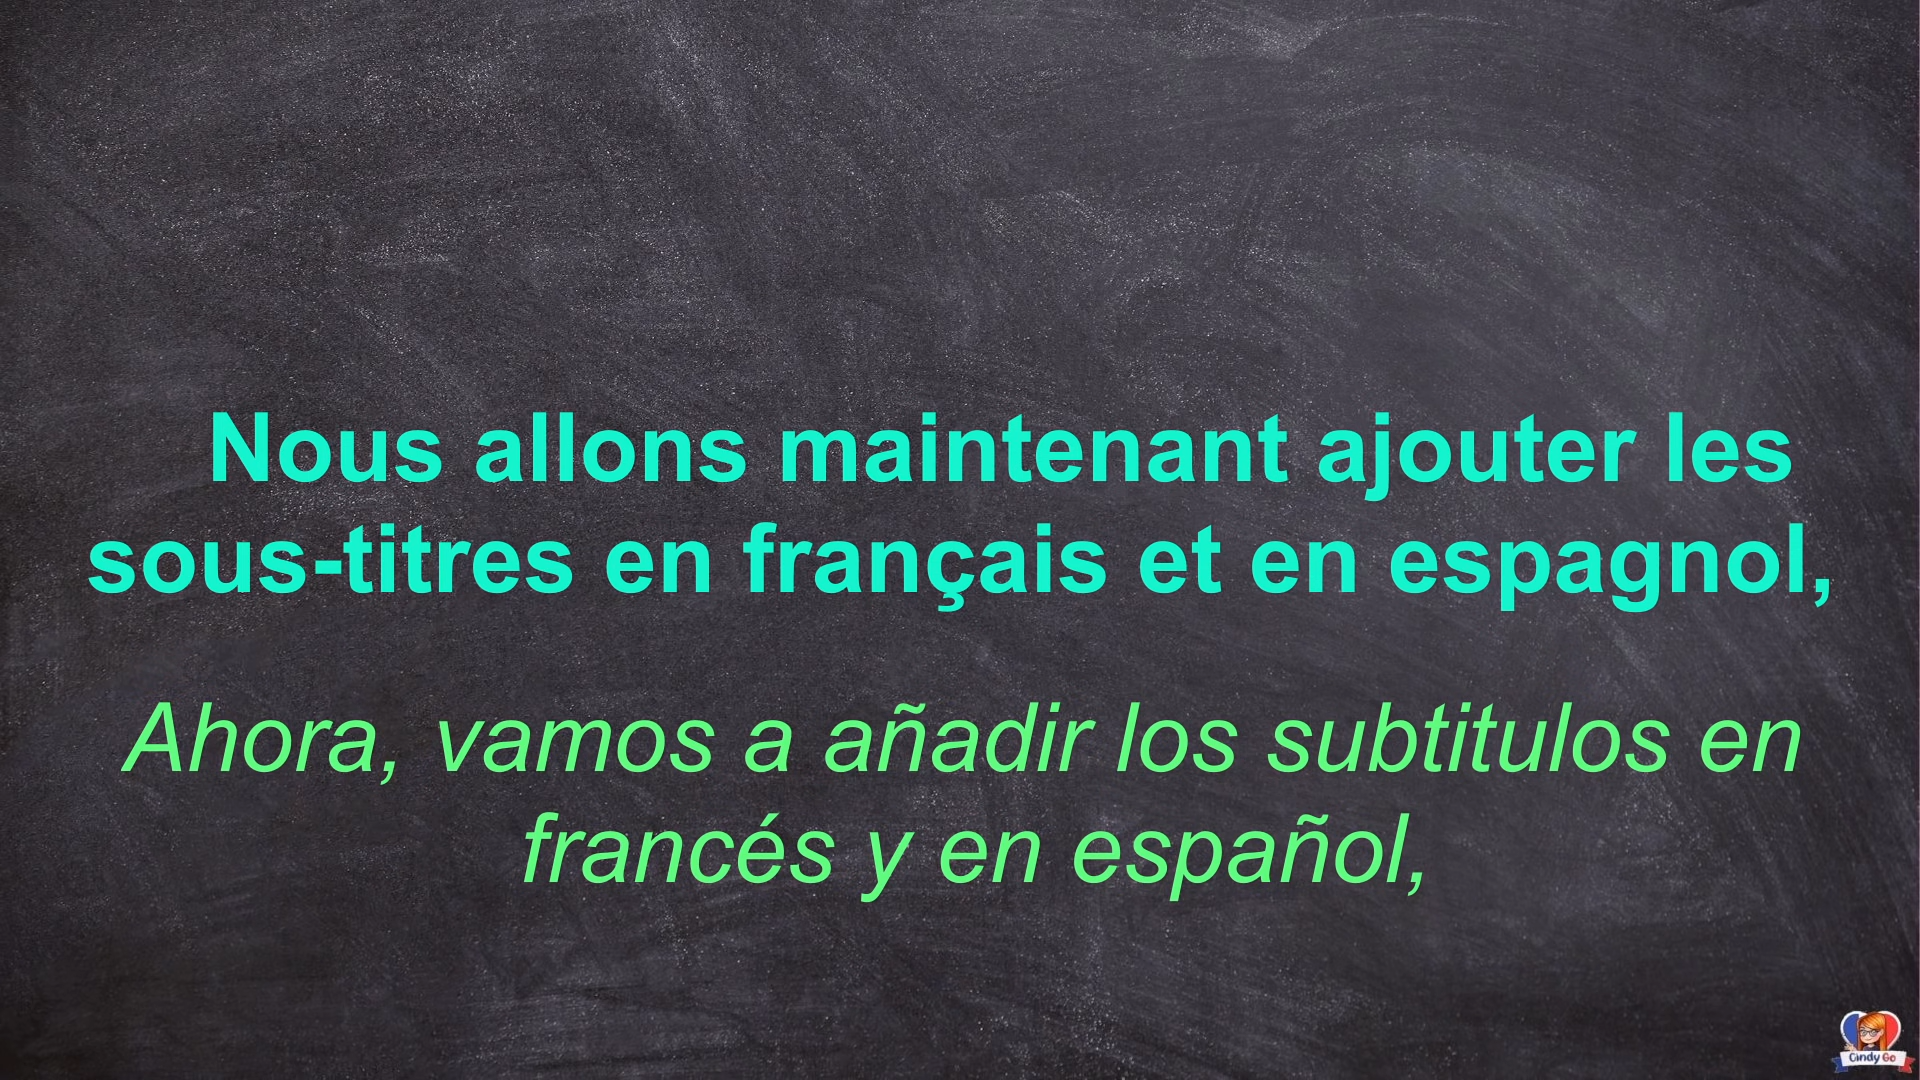 Nous allons maintenant ajouter les
sous-titres en français et en espagnol,
Ahora, vamos a añadir los subtitulos en
francés y en español,
Cindy Go